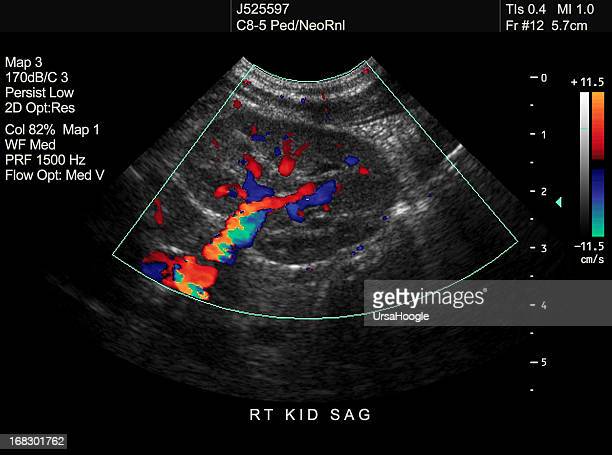 J525597
C8-5 Ped/NeoRnl
TIs 0.4 MI 1.0
Fr #12 5.7cm
Map 3
170dB/C 3
Persist Low
2D Opt:Res
Col 82% Map 1
WF Med
PRF 1500 Hz
Flow Opt: Med V
0
1
2
3
4
5
+11.5
-11.5
cm/s
gettyimages®
UrsaHoogle
RT KID SAG
168301762